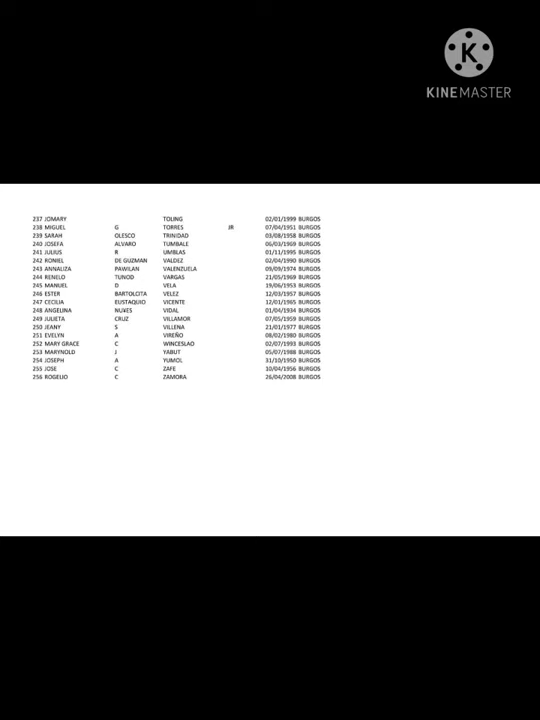 K
KINEMASTER
237 JOMARY TOLING 02/01/1999 BURGOS
238 MIGUEL G TORRES JR 07/04/1951 BURGOS
239 SARAH OLESCO TRINIDAD 03/08/1958 BURGOS
240 JOSEFA ALVARO TUMBALE 06/03/1969 BURGOS
241 JULIUS R UMBLAS 01/11/1995 BURGOS
242 RONIEL DE GUZMAN VALDEZ 02/04/1990 BURGOS
243 ANNALIZA PAWILAN VALENZUELA 09/09/1974 BURGOS
244 RENELO TUNOD VARGAS 21/05/1969 BURGOS
245 MANUEL D VELA 19/06/1953 BURGOS
246 ESTER BARTOLCITA VELEZ 12/03/1957 BURGOS
247 CECILIA EUSTAQUIO VICENTE 12/01/1965 BURGOS
248 ANGELINA VIDAL 01/04/1934 BURGOS
249 JULIETA CRUZ VILLAMOR 07/05/1959 BURGOS
250 JEANY S VILLENA 21/01/1977 BURGOS
251 EVELYN A VIREÑO 08/02/1980 BURGOS
252 MARY GRACE C WINCESLAO 02/07/1993 BURGOS
253 MARYNOLD J YABUT 05/07/1988 BURGOS
254 JOSEPH A YUMOL 31/10/1950 BURGOS
255 JOSE C ZAFE 10/04/1956 BURGOS
256 ROGELIO C ZAMORA 26/04/2008 BURGOS